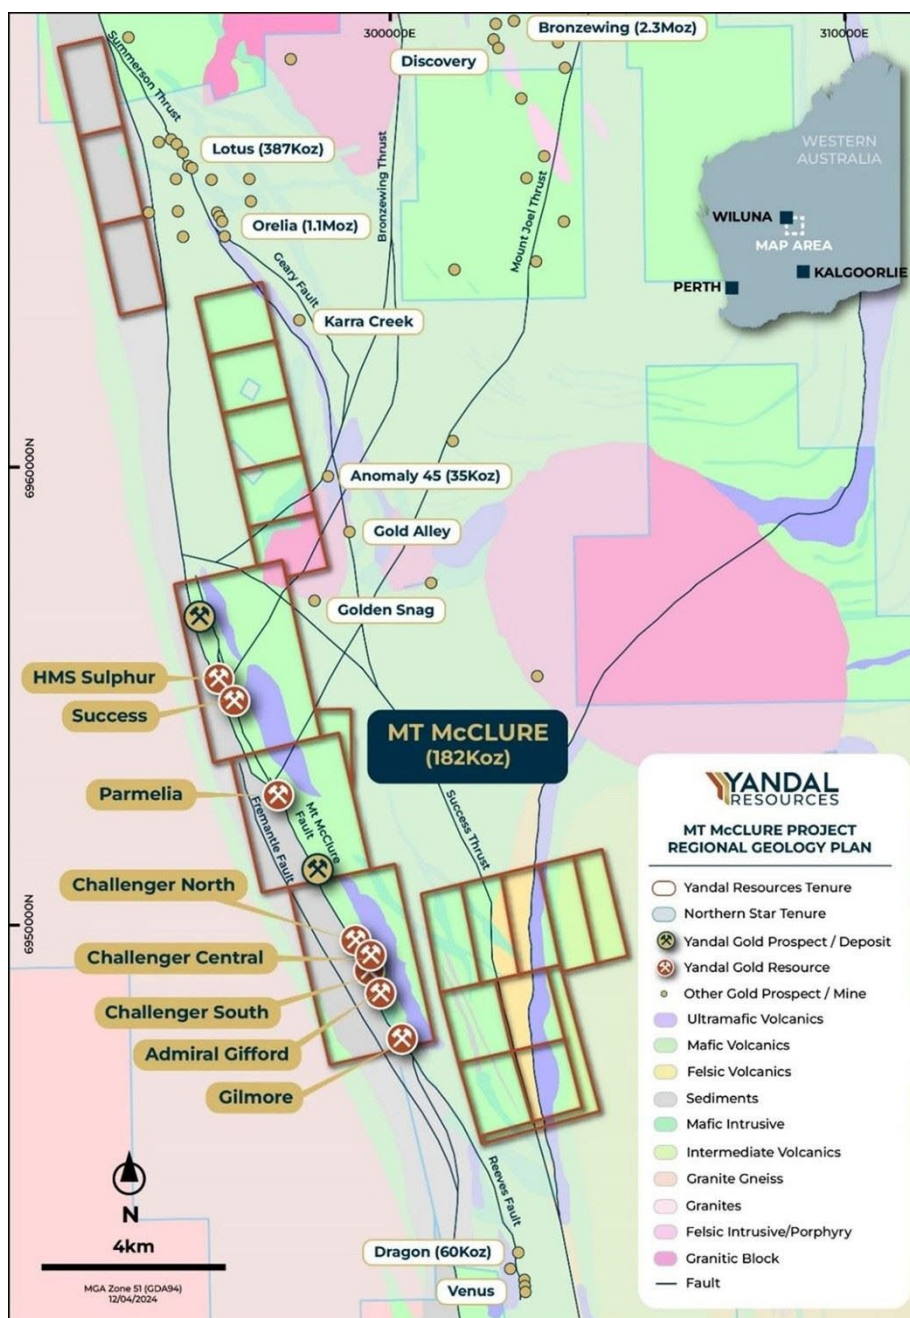 300000E
310000E
Bronzewing (2.3Moz)
Discovery
Summerson Thrust
Lotus (387Koz)
Bronzewing Thrust
Mount Joel Thrust
WESTERN
AUSTRALIA
WILUNA
MAP AREA
KALGOORLIE
PERTH
Orelia (1.1Moz)
Geary Fault
Karra Creek
6960000N
Anomaly 45 (35Koz)
Gold Alley
Golden Snag
HMS Sulphur
Success
MT McCLURE
(182Koz)
Parmelia
Mt McClure
Fault
Fremantle Fault
Success Thrust
Challenger North
6950000N
Challenger Central
Challenger South
Admiral Gifford
Gilmore
Reeves Fault
Dragon (60Koz)
Venus
N
4km
MGA Zone 51 (GDA94)
12/04/2024
YANDAL
RESOURCES
MT McCLURE PROJECT
REGIONAL GEOLOGY PLAN
Yandal Resources Tenure
Northern Star Tenure
Yandal Gold Prospect / Deposit
Yandal Gold Resource
Other Gold Prospect / Mine
Ultramafic Volcanics
Mafic Volcanics
Felsic Volcanics
Sediments
Mafic Intrusive
Intermediate Volcanics
Granite Gneiss
Granites
Felsic Intrusive/Porphyry
Granitic Block
Fault